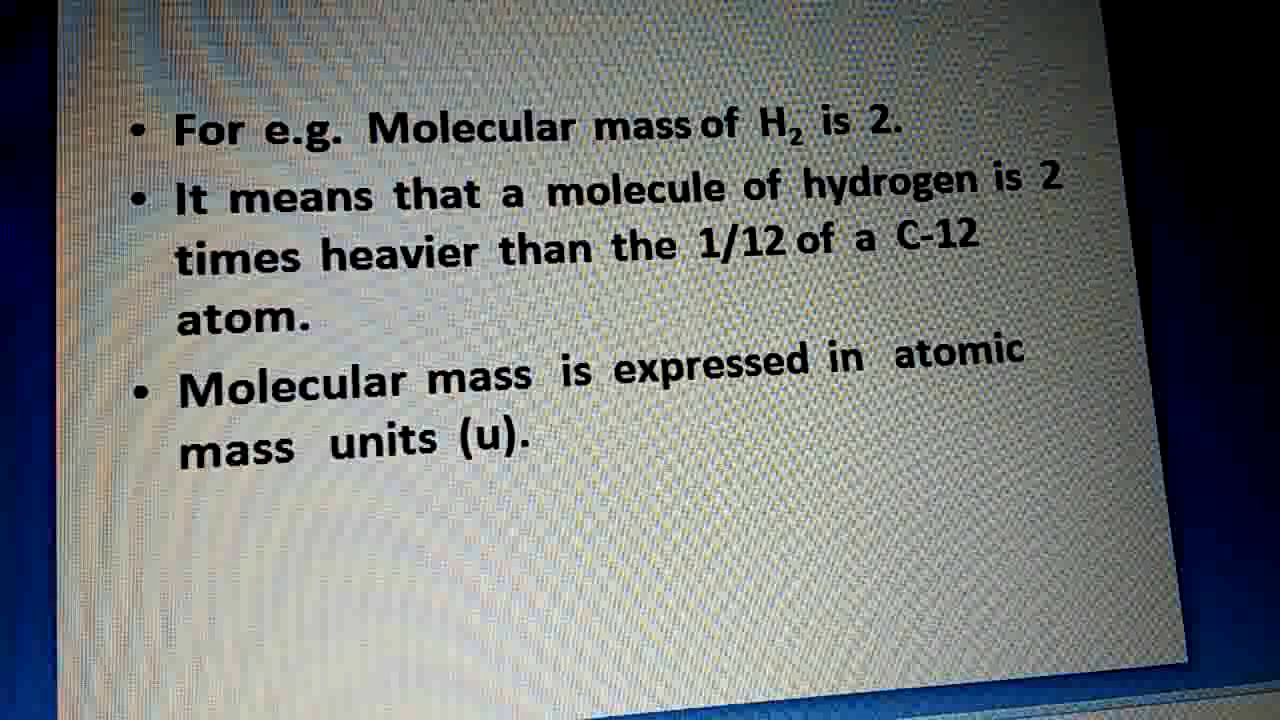 • For e.g. Molecular mass of H₂ is 2.
• It means that a molecule of hydrogen is 2
times heavier than the 1/12 of a C-12
atom.
• Molecular mass is expressed in atomic
mass units (u).